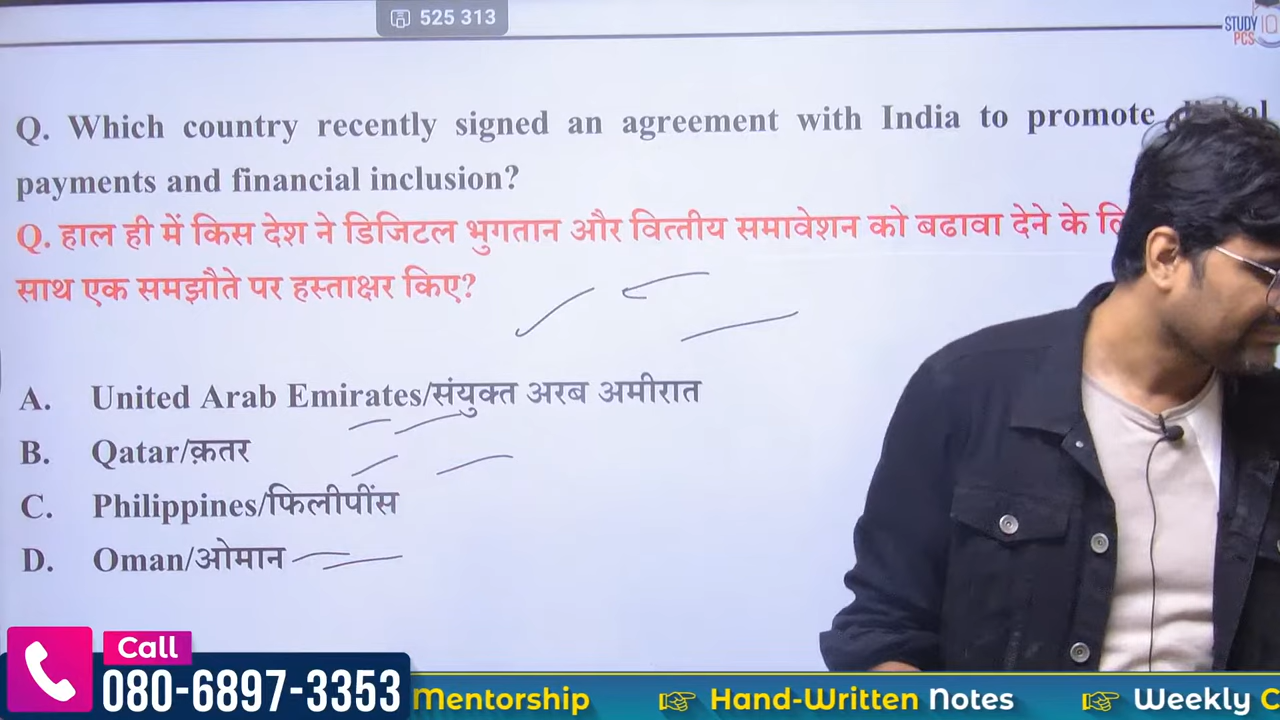 525 313
STUDY IQ
PCS
Q. Which country recently signed an agreement with India to promote
payments and financial inclusion?
Q. हाल ही में किस देश ने डिजिटल भुगतान और वित्तीय समावेशन को बढावा देने के
साथ एक समझौते पर हस्ताक्षर किए?
A. United Arab Emirates/संयुक्त अरब अमीरात
B. Qatar/क़तर
C. Philippines/फिलीपींस
D. Oman/ओमान
Call
080-6897-3353
Mentorship Hand-Written Notes Weekly